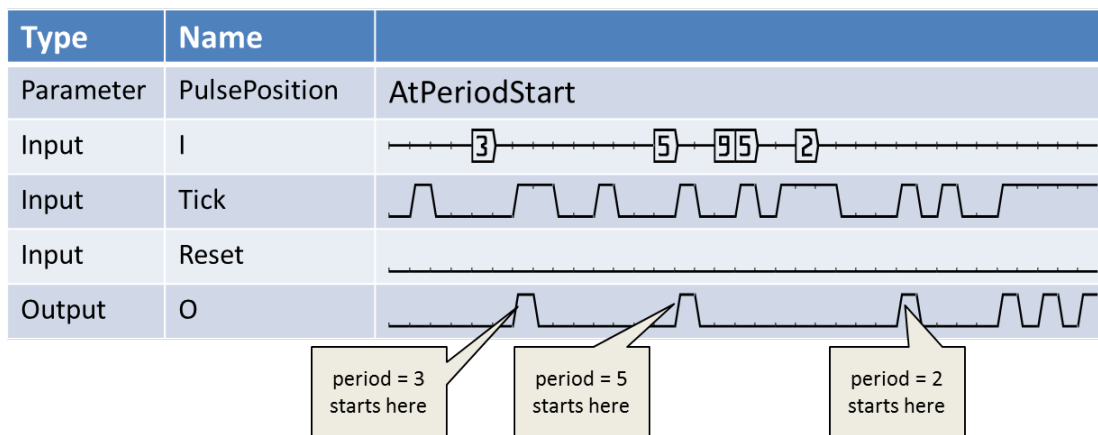 Type Name
Parameter PulsePosition AtPeriodStart
Input I 3 5 9 5 2
Input Tick
Input Reset
Output O
period = 3
starts here
period = 5
starts here
period = 2
starts here